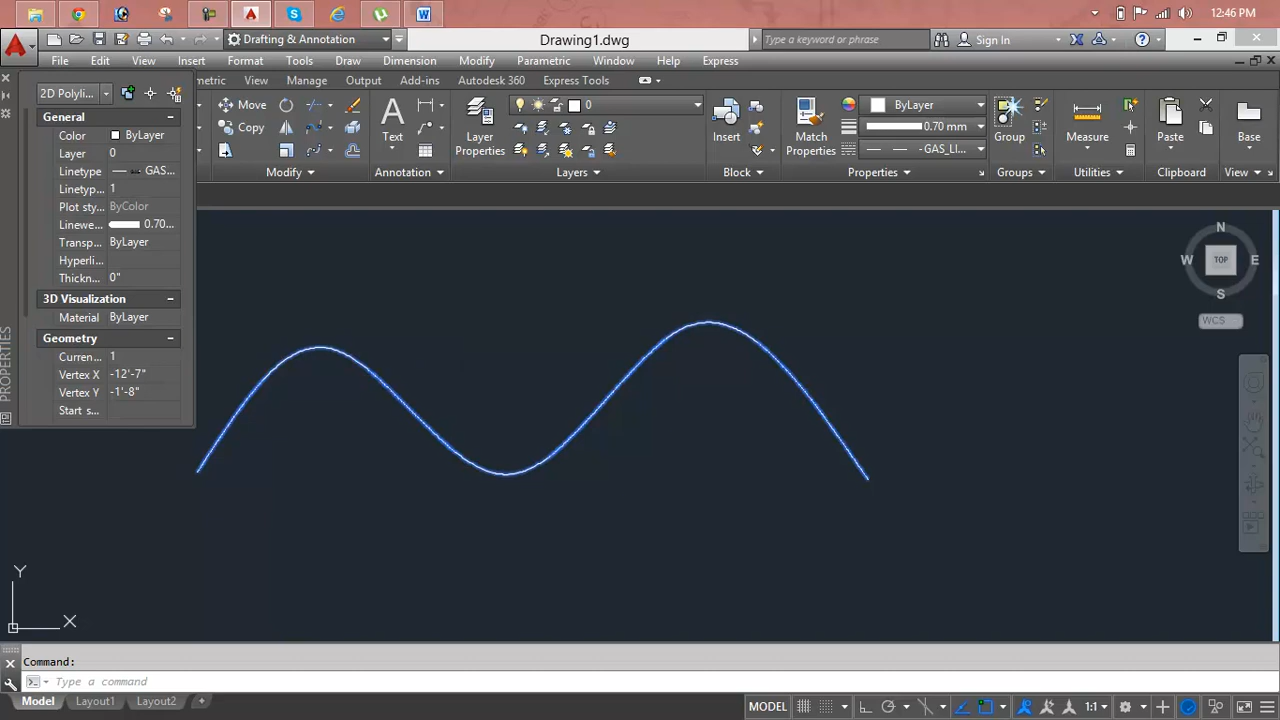 12:46 PM
Drafting & Annotation
Drawing1.dwg
Type a keyword or phrase
Sign In
File Edit View Insert Format Tools Draw Dimension Modify Parametric Window Help Express
metric View Manage Output Add-ins Autodesk 360 Express Tools
2D Polyli...
General
Color ByLayer
Layer 0
Linetype GAS...
Linetyp... 1
Plot sty... ByColor
Linewe... 0.70...
Transp... ByLayer
Hyperli...
Thickn... 0"
3D Visualization
Material ByLayer
Geometry
Curren... 1
Vertex X -12'-7"
Vertex Y -1'-8"
Start s...
PROPERTIES
Move
Copy
Modify
Text
Annotation
Layer
Properties
0
Layers
Insert
Block
Match
Properties
ByLayer
0.70 mm
-GAS_LI...
Properties
Group
Groups
Measure
Utilities
Paste
Clipboard
Base
View
N
W TOP E
S
WCS
Y
X
Command:
Type a command
Model Layout1 Layout2 +
MODEL 1:1